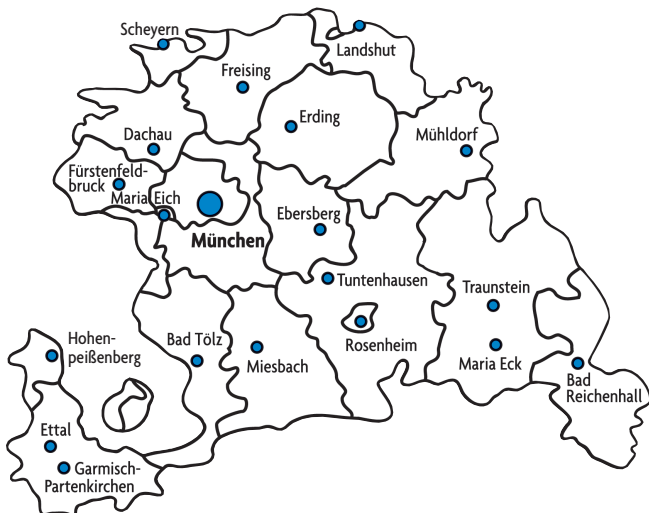 Scheyern
Landshut
Freising
Erding
Dachau
Mühldorf
Fürstenfeld-
bruck
Maria Eich
Ebersberg
München
Tuntenhausen
Traunstein
Hohen-
peißenberg
Bad Tölz
Miesbach
Rosenheim
Maria Eck
Bad
Reichenhall
Ettal
Garmisch-
Partenkirchen